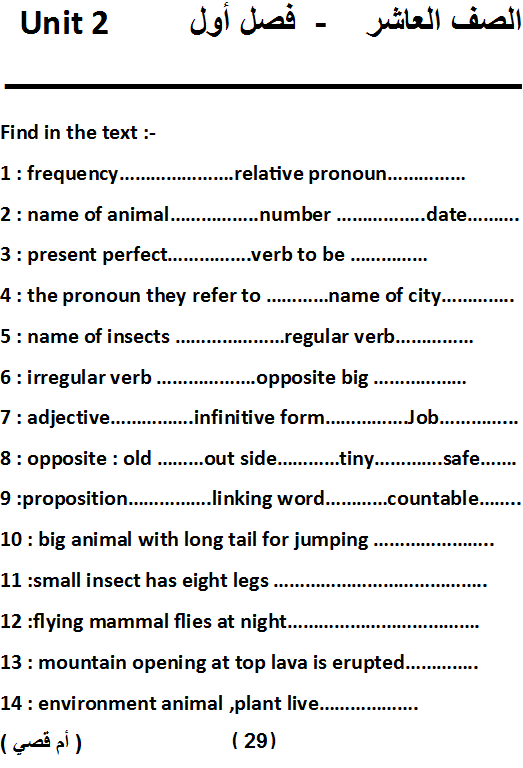 Unit 2 الصف العاشر - فصل أول
Find in the text :-
1 : frequency......................relative pronoun...............
2 : name of animal.................number .................date..........
3 : present perfect................verb to be ...............
4 : the pronoun they refer to ............name of city..............
5 : name of insects .....................regular verb...............
6 : irregular verb ...................opposite big ..................
7 : adjective................infinitive form................Job...............
8 : opposite : old .........out side............tiny.............safe.......
9 :proposition................linking word............countable........
10 : big animal with long tail for jumping .......................
11 :small insect has eight legs .........................................
12 :flying mammal flies at night.....................................
13 : mountain opening at top lava is erupted..............
14 : environment animal ,plant live...................
( أم قصي ) ( 29 )